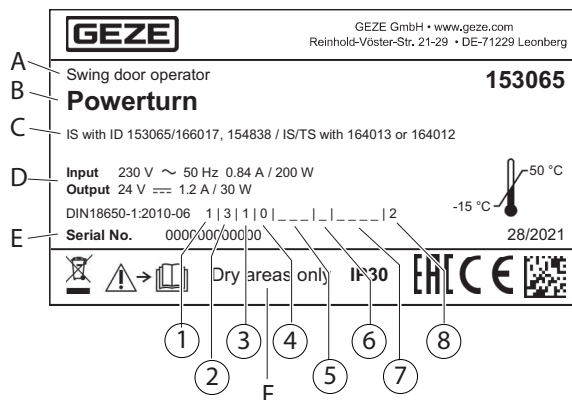 GEZE
GEZE GmbH • www.geze.com
Reinhold-Vöster-Str. 21-29 • DE-71229 Leonberg
A
Swing door operator
153065
B
Powerturn
C
IS with ID 153065/166017, 154838 / IS/TS with 164013 or 164012
D
Input 230 V ~ 50 Hz 0.84 A / 200 W
50 °C
Output 24 V ⎓ 1.2 A / 30 W
-15 °C
DIN18650-1:2010-06 1|3|1|0|_ _ _|_|_ _ _ _|2
E
Serial No. 000000000000
28/2021
Dry areas only IP30 EAC CE
1 3 4 6 8
2 5 7
F